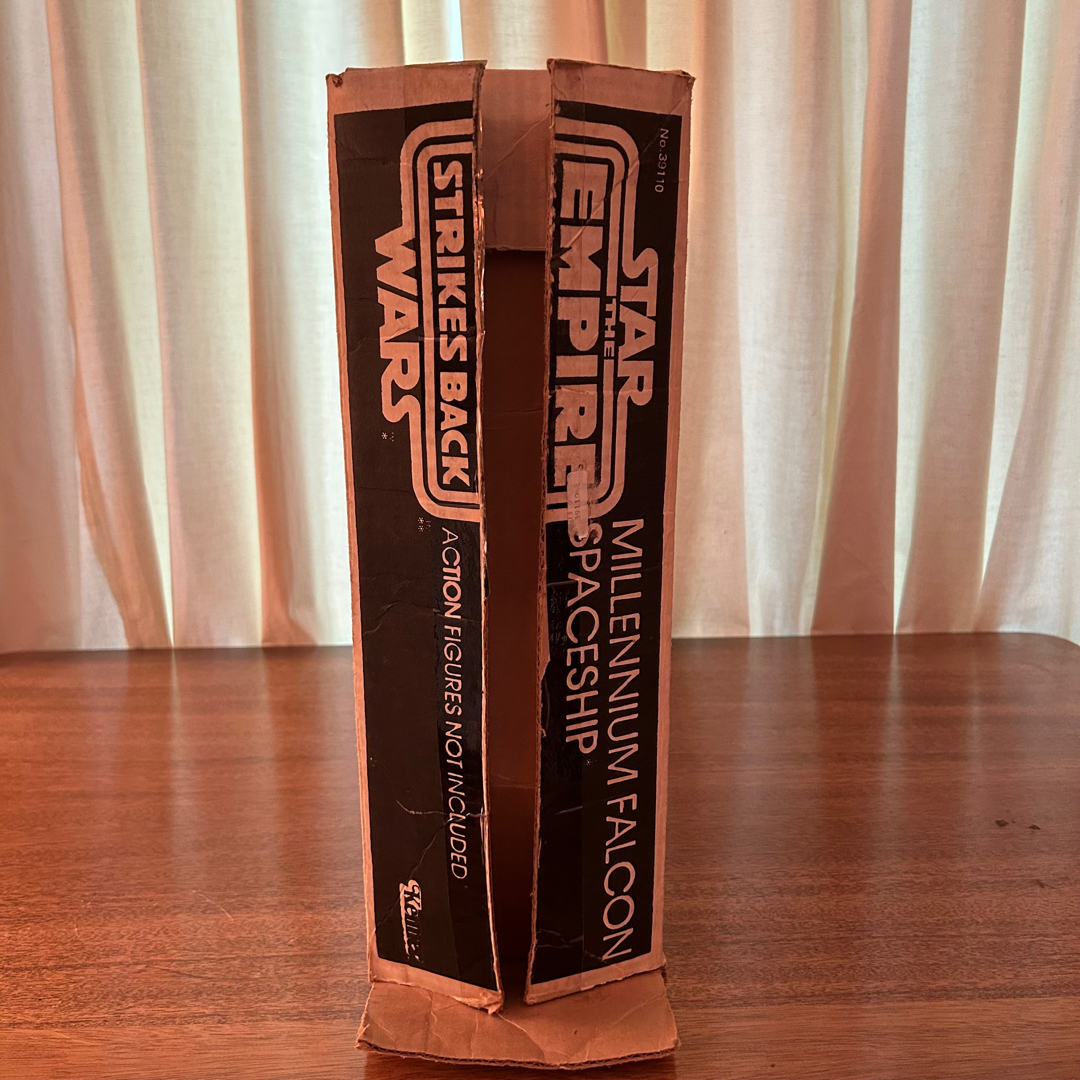 No. 39110
STAR
THE
EMPIRE
STRIKES BACK
WARS
MILLENNIUM FALCON
SPACESHIP
ACTION FIGURES NOT INCLUDED
Kenner